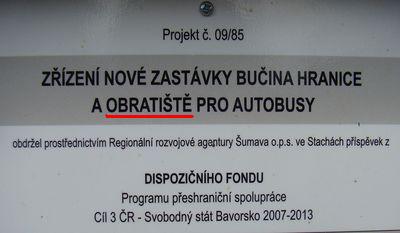 Projekt č. 09/85
ZŘÍZENÍ NOVÉ ZASTÁVKY BUČINA HRANICE
A OBRATIŠTĚ PRO AUTOBUSY
obdržel prostřednictvím Regionální rozvojové agentury Šumava o.p.s. ve Stachách příspěvek z
DISPOZIČNÍHO FONDU
Programu přeshraniční spolupráce
Cíl 3 ČR - Svobodný stát Bavorsko 2007-2013